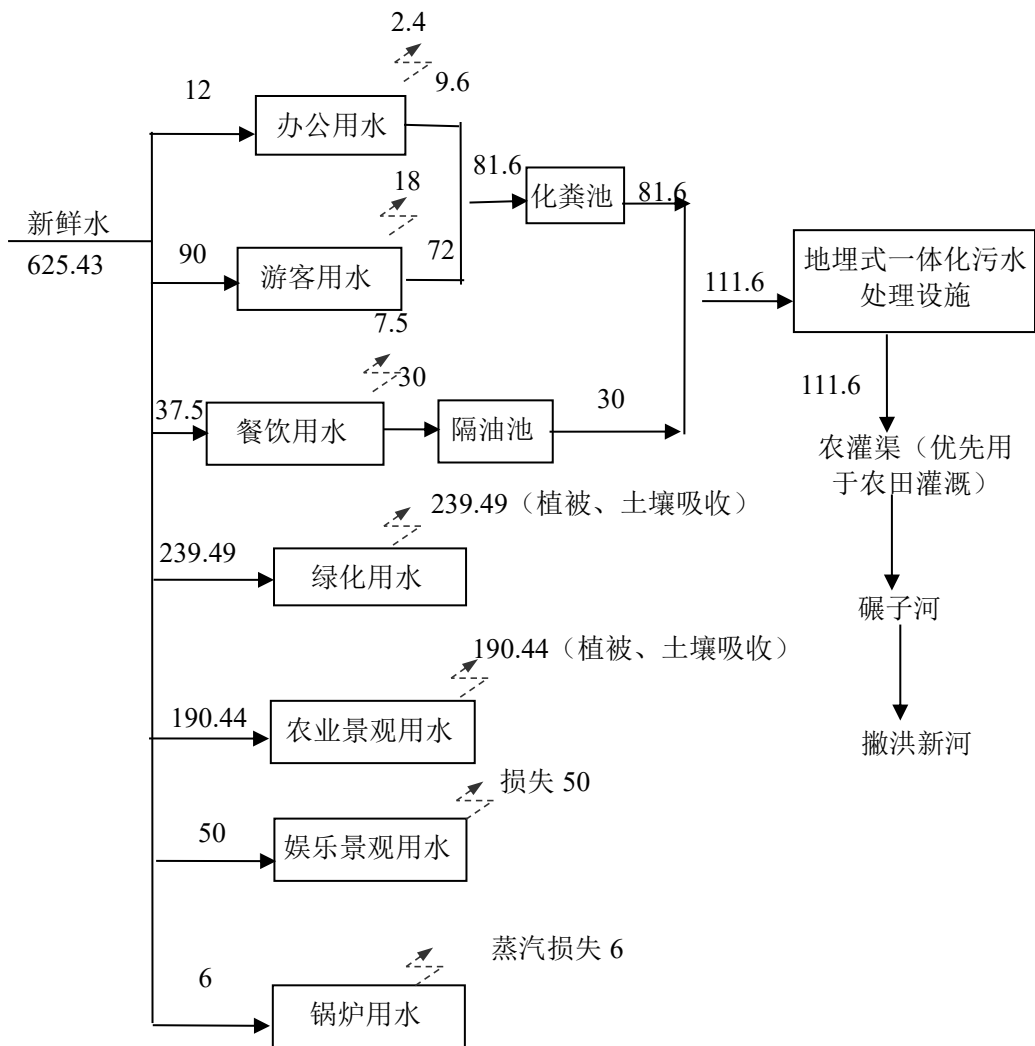 2.4
12
9.6
办公用水
81.6
化粪池
81.6
18
新鲜水
625.43
90
游客用水
72
7.5
111.6
地埋式一体化污水
处理设施
111.6
37.5
餐饮用水
30
隔油池
30
农灌渠（优先用
于农田灌溉）
239.49（植被、土壤吸收）
239.49
绿化用水
碾子河
190.44（植被、土壤吸收）
190.44
农业景观用水
撇洪新河
损失 50
50
娱乐景观用水
蒸汽损失 6
6
锅炉用水